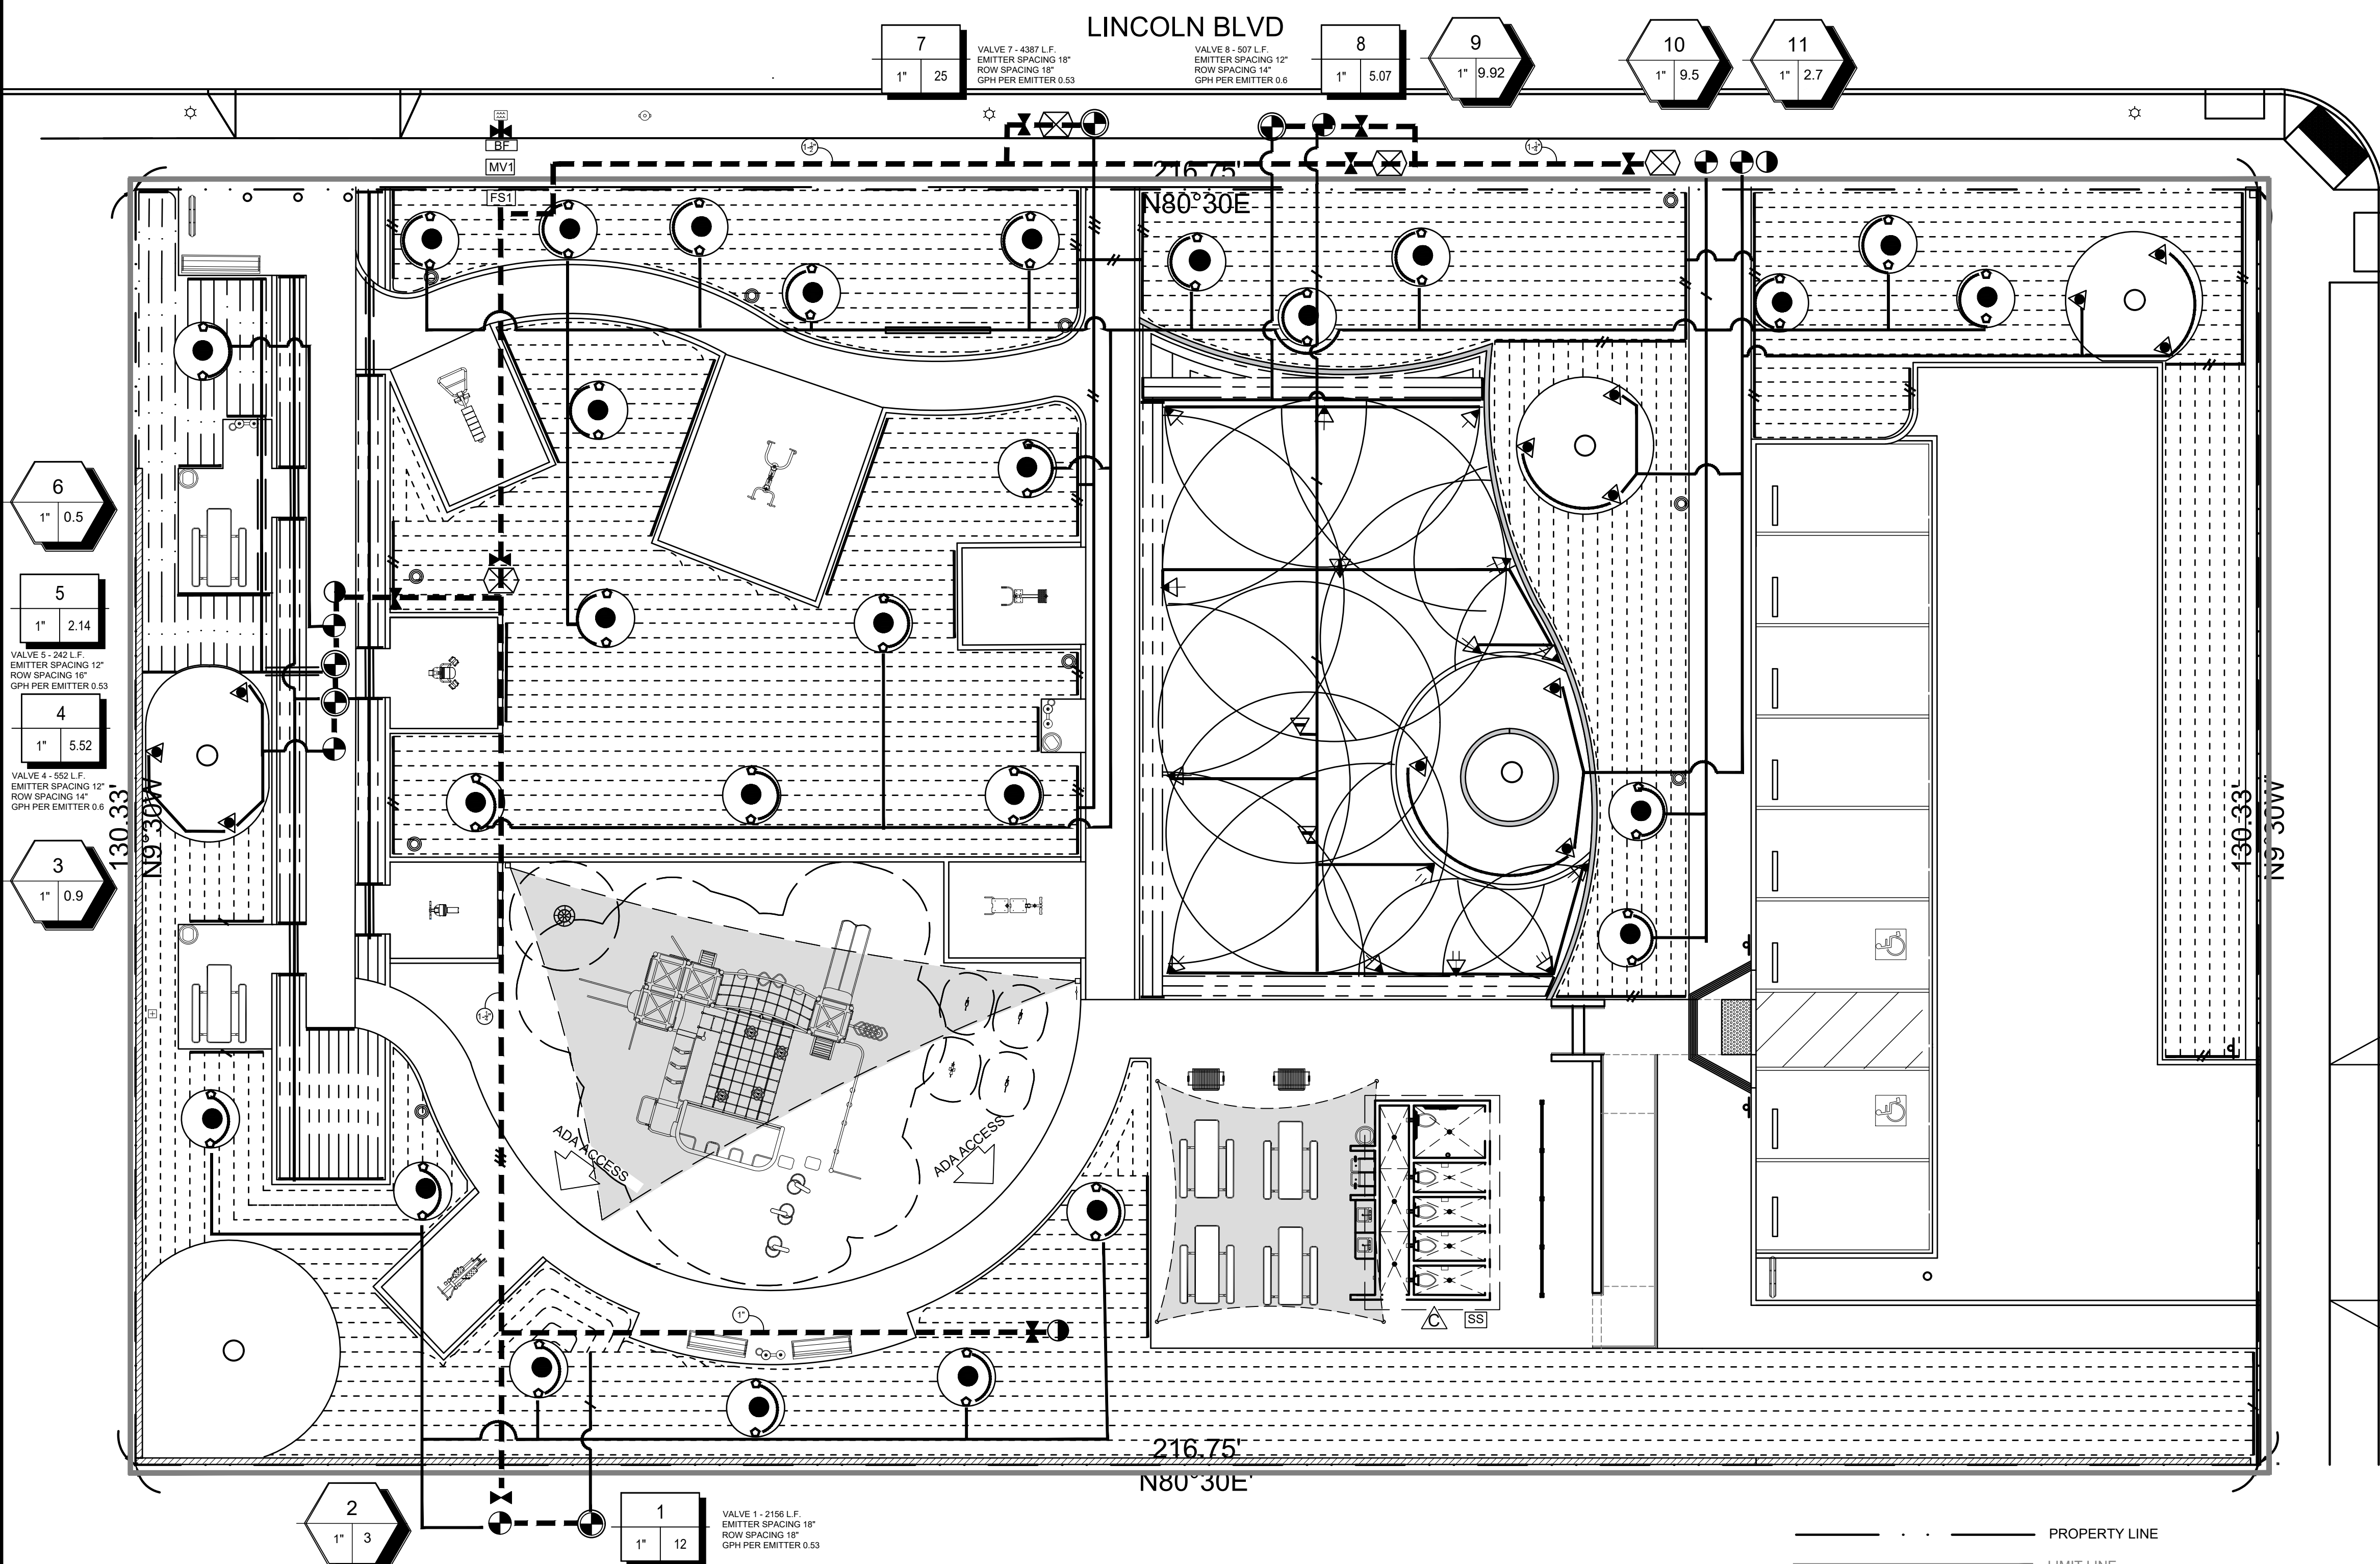 LINCOLN BLVD
7
1" 25
VALVE 7 - 4387 L.F.
EMITTER SPACING 18"
ROW SPACING 18"
GPH PER EMITTER 0.53
VALVE 8 - 507 L.F.
EMITTER SPACING 12"
ROW SPACING 14"
GPH PER EMITTER 0.6
8
1" 5.07
9
1" 9.92
10
1" 9.5
11
1" 2.7
BF
MV1
FS1
216.75'
N80°30E
6
1" 0.5
5
1" 2.14
VALVE 5 - 242 L.F.
EMITTER SPACING 12"
ROW SPACING 16"
GPH PER EMITTER 0.53
4
1" 5.52
VALVE 4 - 552 L.F.
EMITTER SPACING 12"
ROW SPACING 14"
GPH PER EMITTER 0.6
3
1" 0.9
130.33'
N9°30W
130.33'
N9°30W
ADA ACCESS
ADA ACCESS
1"
C
SS
216.75'
N80°30E'
2
1" 3
1
1" 12
VALVE 1 - 2156 L.F.
EMITTER SPACING 18"
ROW SPACING 18"
GPH PER EMITTER 0.53
PROPERTY LINE
LIMIT LINE